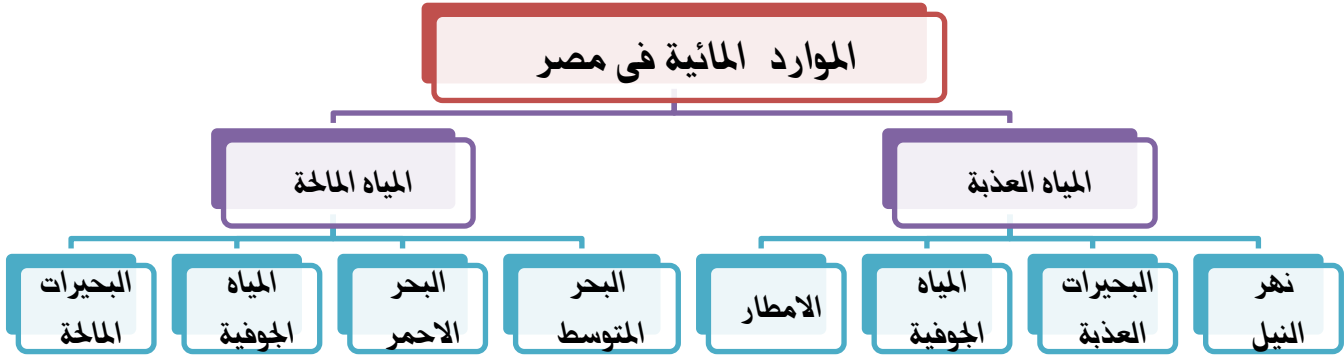 الموارد المائية فى مصر
المياه العذبة
المياه المالحة
نهر
النيل
البحيرات
العذبة
المياه
الجوفية
الامطار
البحر
المتوسط
البحر
الاحمر
المياه
الجوفية
البحيرات
المالحة